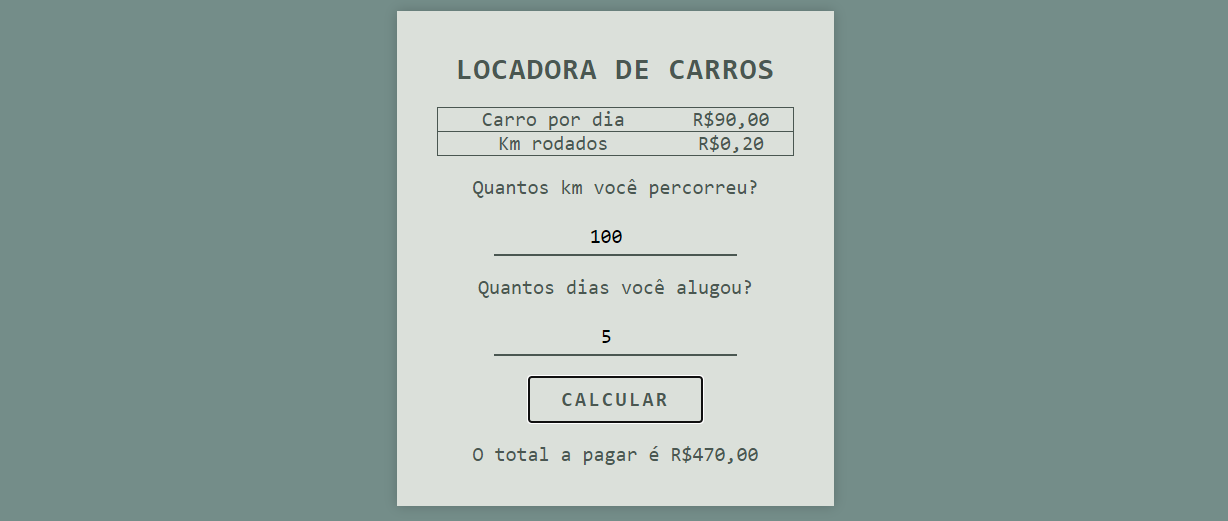 LOCADORA DE CARROS
Carro por dia R$90,00
Km rodados R$0,20
Quantos km você percorreu?
100
Quantos dias você alugou?
5
CALCULAR
O total a pagar é R$470,00